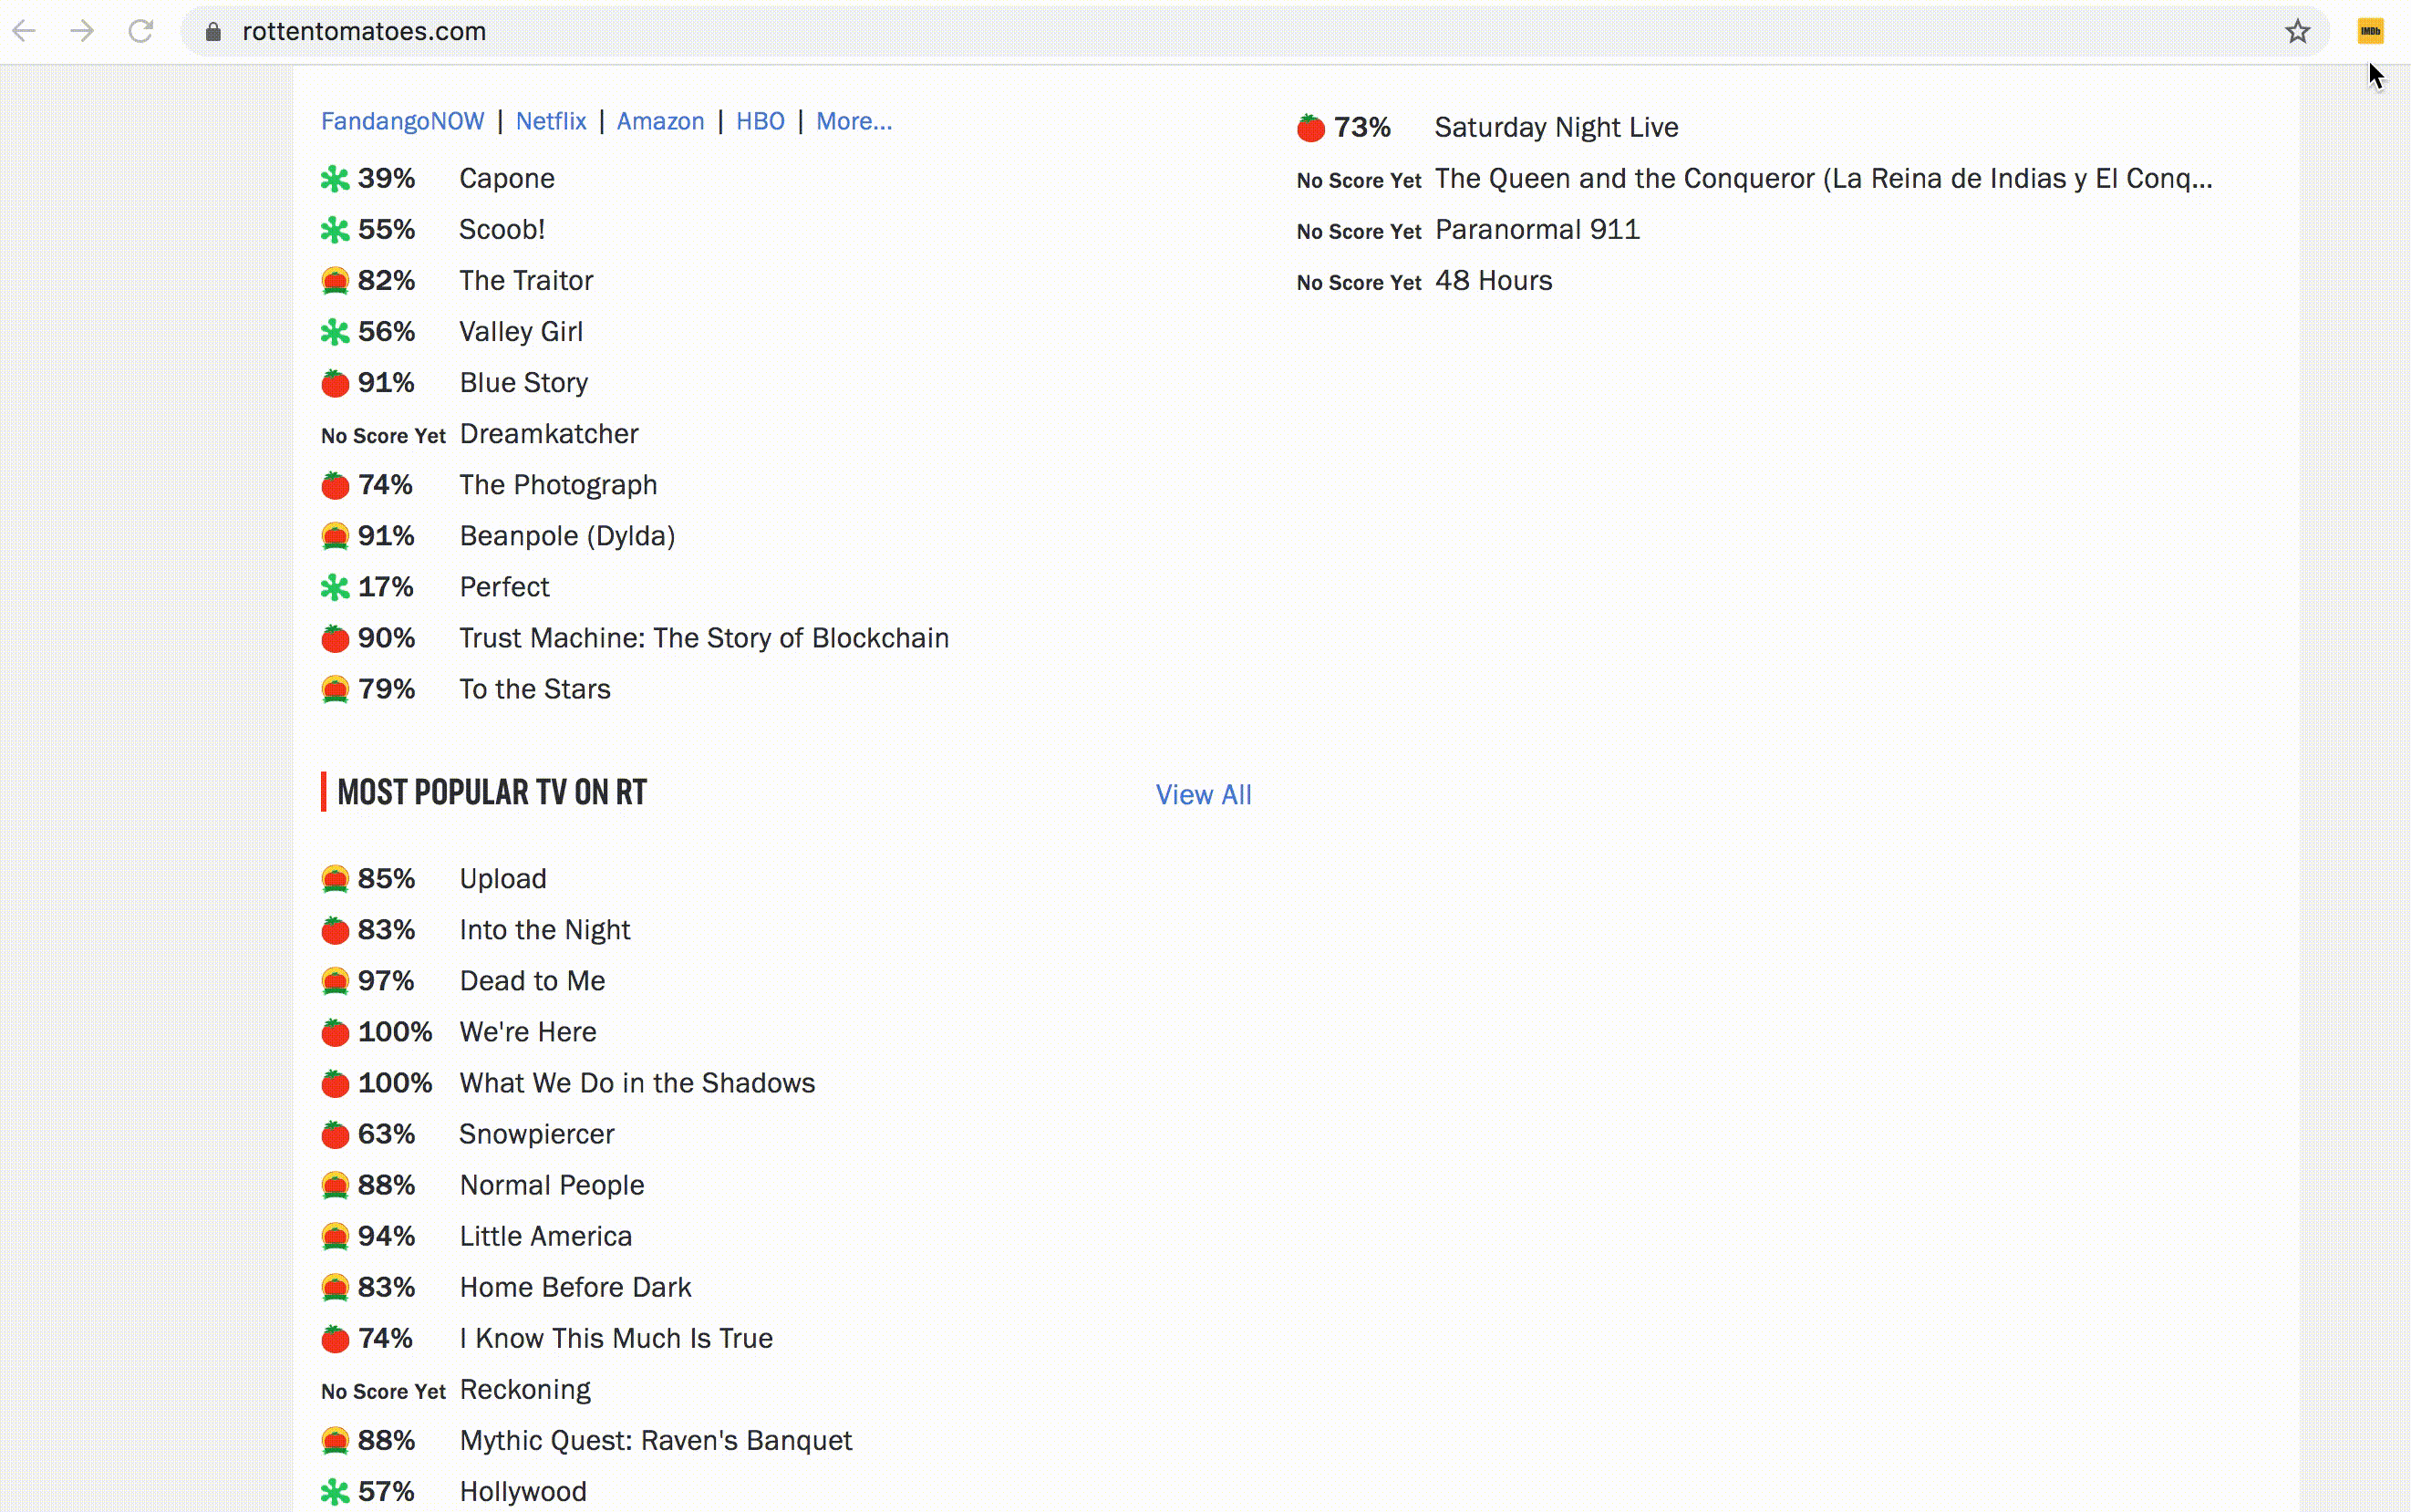 rottentomatoes.com
IMDb
FandangoNOW | Netflix | Amazon | HBO | More...
39% Capone
55% Scoob!
82% The Traitor
56% Valley Girl
91% Blue Story
No Score Yet Dreamkatcher
74% The Photograph
91% Beanpole (Dylda)
17% Perfect
90% Trust Machine: The Story of Blockchain
79% To the Stars
MOST POPULAR TV ON RT
View All
85% Upload
83% Into the Night
97% Dead to Me
100% We're Here
100% What We Do in the Shadows
63% Snowpiercer
88% Normal People
94% Little America
83% Home Before Dark
74% I Know This Much Is True
No Score Yet Reckoning
88% Mythic Quest: Raven's Banquet
57% Hollywood
73% Saturday Night Live
No Score Yet The Queen and the Conqueror (La Reina de Indias y El Conq...
No Score Yet Paranormal 911
No Score Yet 48 Hours